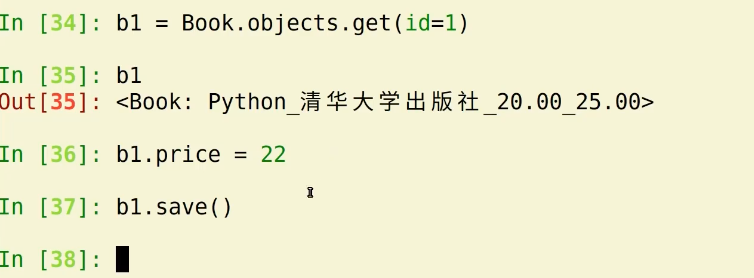 In [34]: b1 = Book.objects.get(id=1)
In [35]: b1
Out[35]: <Book: Python_清华大学出版社_20.00_25.00>
In [36]: b1.price = 22
In [37]: b1.save()
In [38]: